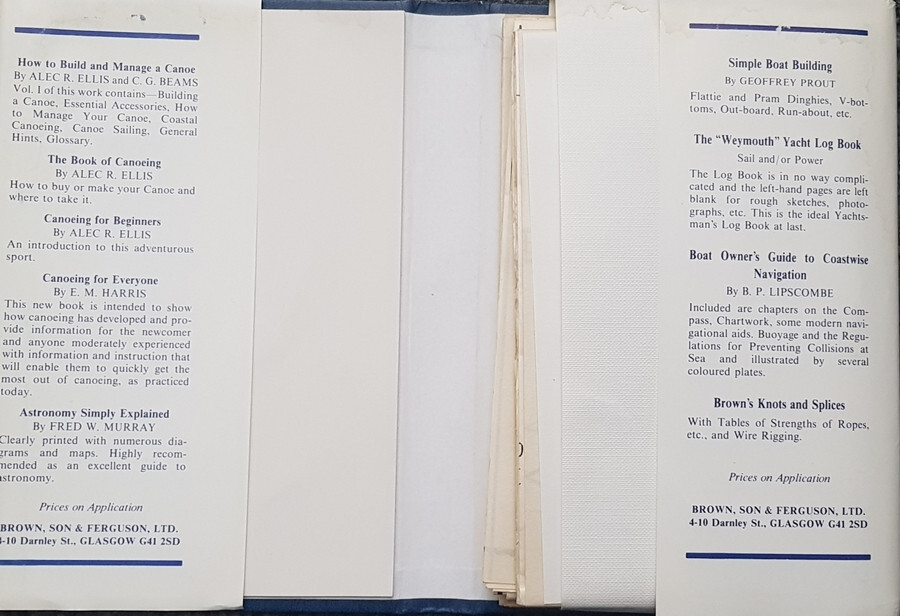 How to Build and Manage a Canoe
By ALEC R. ELLIS and C. G. BEAMS
Vol. I of this work contains—Building
a Canoe, Essential Accessories, How
to Manage Your Canoe, Coastal
Canoeing, Canoe Sailing, General
Hints, Glossary.
The Book of Canoeing
By ALEC R. ELLIS
How to buy or make your Canoe and
where to take it.
Canoeing for Beginners
By ALEC R. ELLIS
An introduction to this adventurous
sport.
Canoeing for Everyone
By E. M. HARRIS
This new book is intended to show
how canoeing has developed and pro-
vide information for the newcomer
and anyone moderately experienced
with information and instruction that
will enable them to quickly get the
most out of canoeing, as practiced
today.
Astronomy Simply Explained
By FRED W. MURRAY
Clearly printed with numerous dia-
grams and maps. Highly recom-
mended as an excellent guide to
astronomy.
Prices on Application
BROWN, SON & FERGUSON, LTD.
4-10 Darnley St., GLASGOW G41 2SD
Simple Boat Building
By GEOFFREY PROUT
Flattie and Pram Dinghies, V-bot-
toms, Out-board, Run-about, etc.
The "Weymouth" Yacht Log Book
Sail and/or Power
The Log Book is in no way compli-
cated and the left-hand pages are left
blank for rough sketches, photo-
graphs, etc. This is the ideal Yachts-
man's Log Book at last.
Boat Owner's Guide to Coastwise
Navigation
By B. P. LIPSCOMBE
Included are chapters on the Com-
pass, Chartwork, some modern navi-
gational aids. Buoyage and the Regu-
lations for Preventing Collisions at
Sea and illustrated by several
coloured plates.
Brown's Knots and Splices
With Tables of Strengths of Ropes,
etc., and Wire Rigging.
Prices on Application
BROWN, SON & FERGUSON, LTD.
4-10 Darnley St., GLASGOW G41 2SD